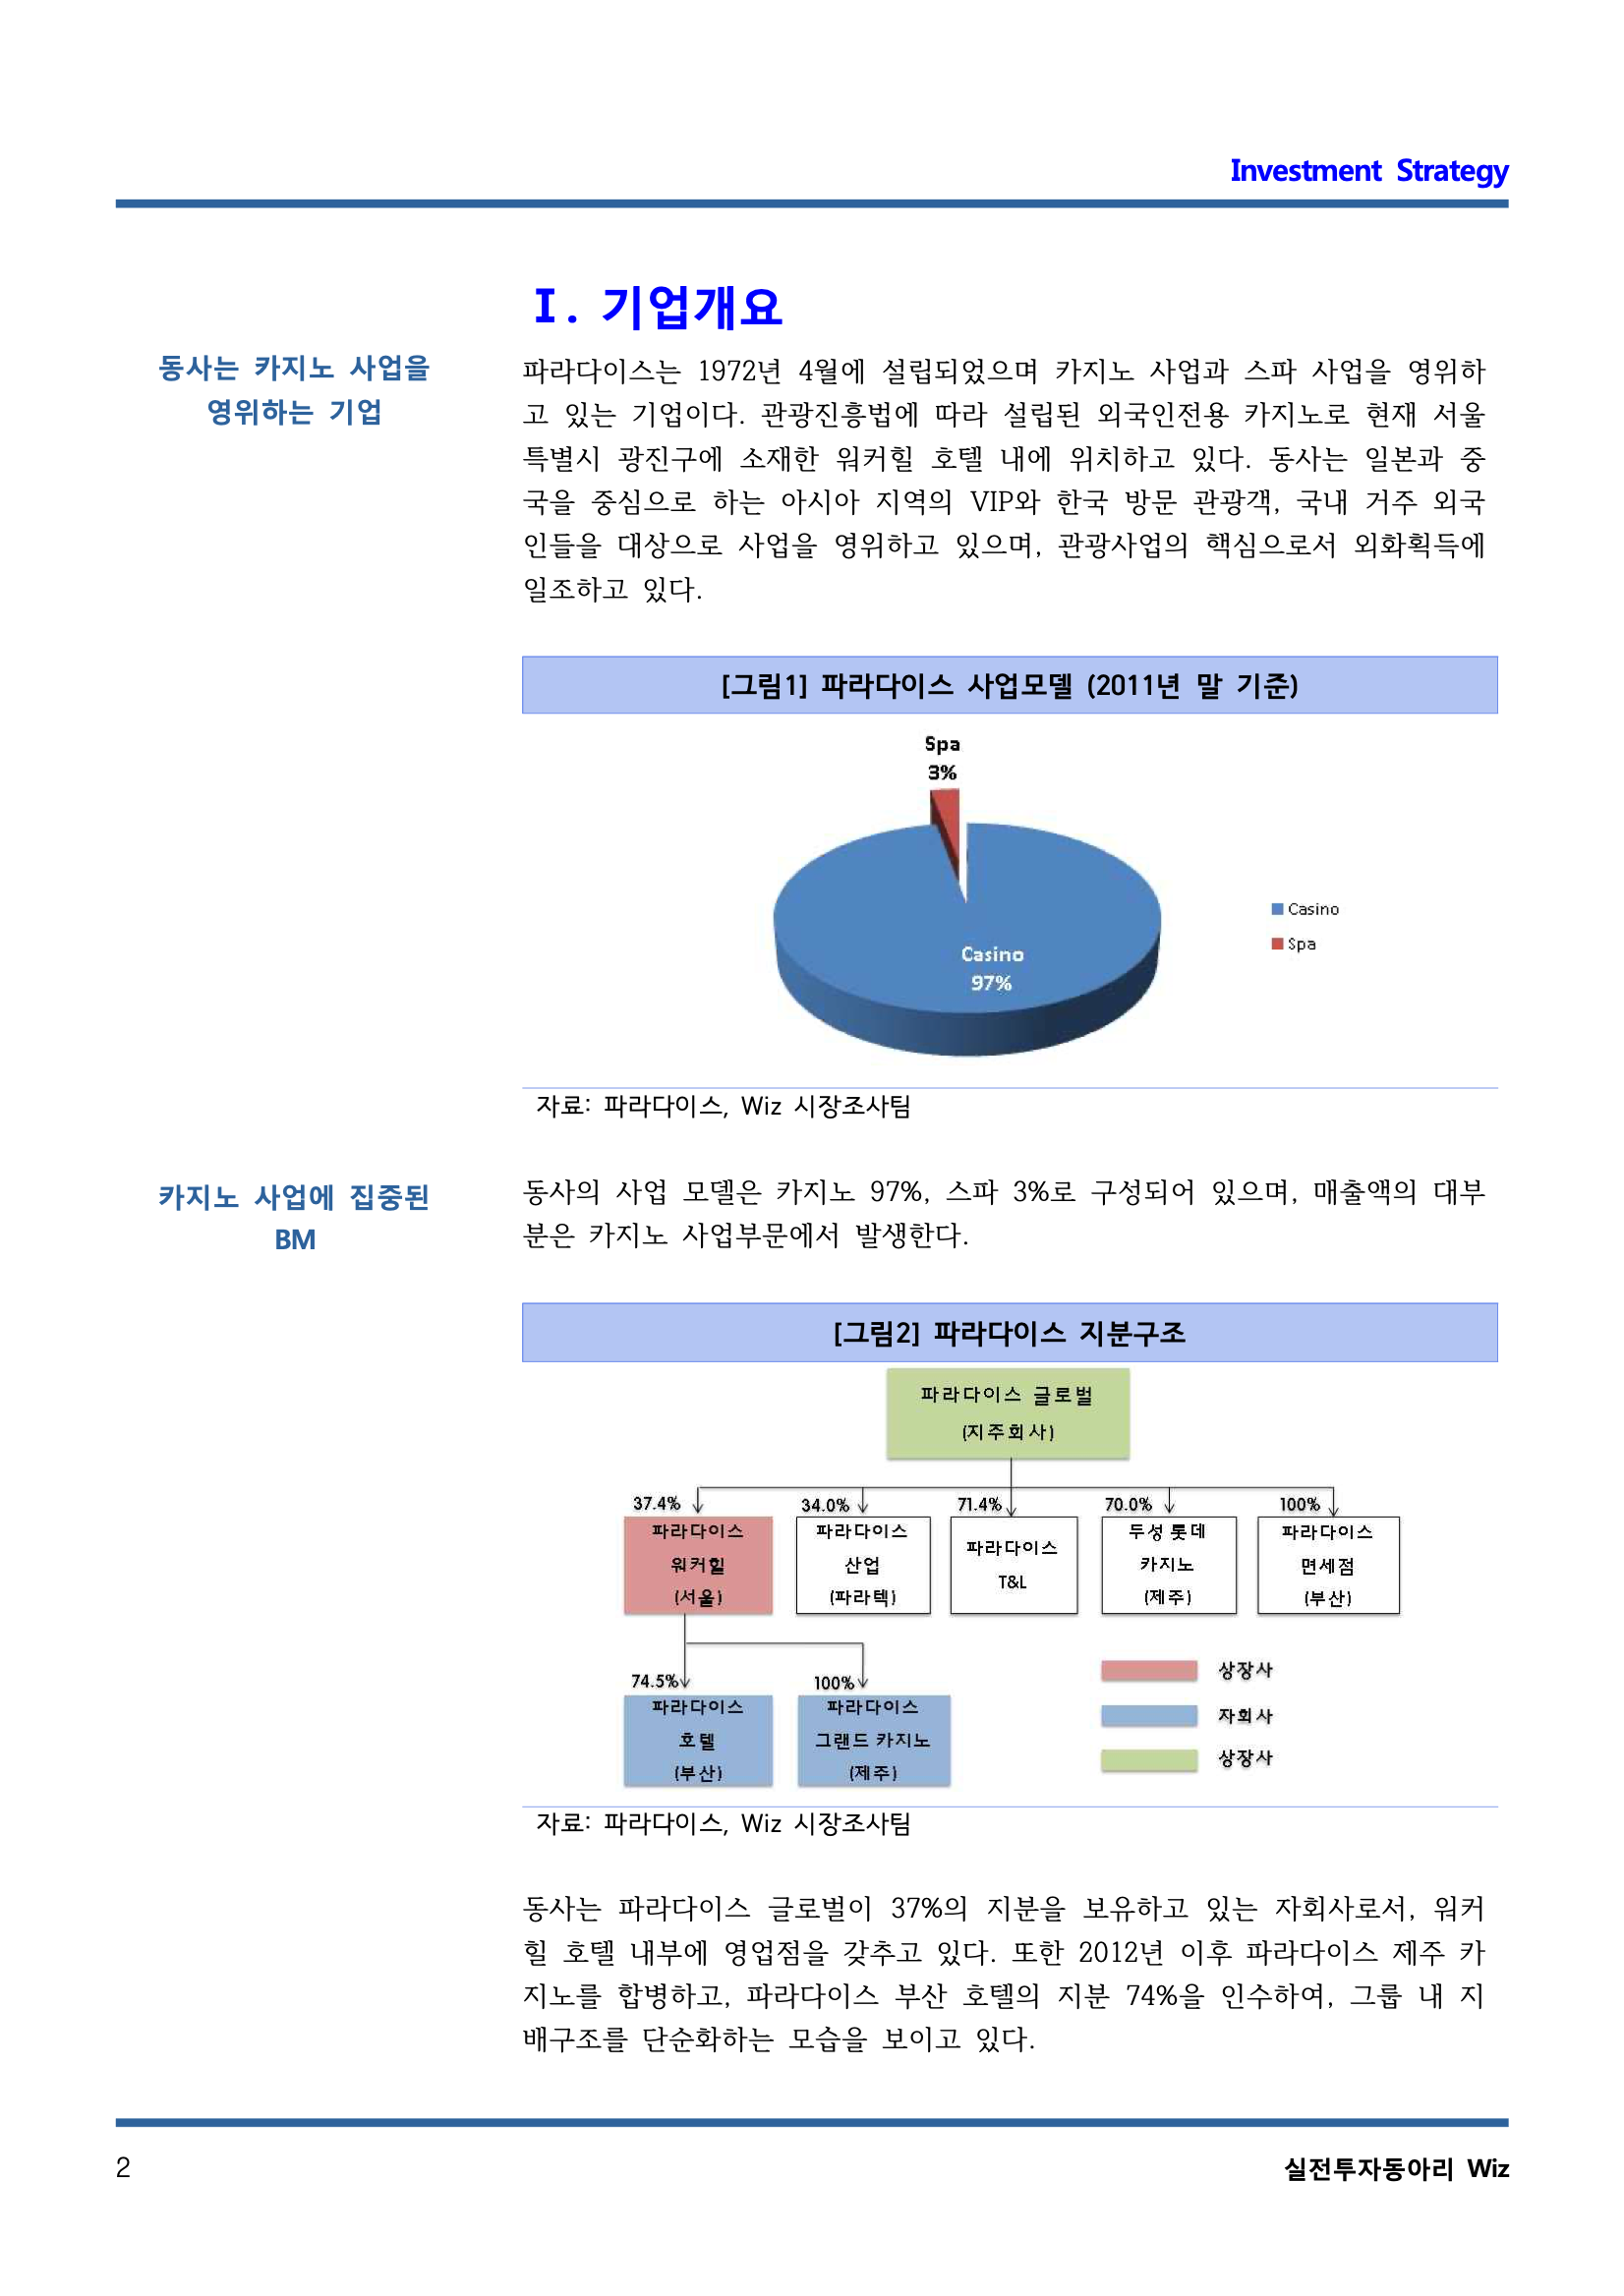 Investment Strategy
I. 기업개요
동사는 카지노 사업을
영위하는 기업
파라다이스는 1972년 4월에 설립되었으며 카지노 사업과 스파 사업을 영위하
고 있는 기업이다. 관광진흥법에 따라 설립된 외국인전용 카지노로 현재 서울
특별시 광진구에 소재한 워커힐 호텔 내에 위치하고 있다. 동사는 일본과 중
국을 중심으로 하는 아시아 지역의 VIP와 한국 방문 관광객, 국내 거주 외국
인들을 대상으로 사업을 영위하고 있으며, 관광사업의 핵심으로서 외화획득에
일조하고 있다.
[그림1] 파라다이스 사업모델 (2011년 말 기준)
Spa
3%
Casino
97%
Casino
Spa
자료: 파라다이스, Wiz 시장조사팀
카지노 사업에 집중된
BM
동사의 사업 모델은 카지노 97%, 스파 3%로 구성되어 있으며, 매출액의 대부
분은 카지노 사업부문에서 발생한다.
[그림2] 파라다이스 지분구조
파라다이스 글로벌
(지주회사)
37.4%
34.0%
71.4%
70.0%
100%
파라다이스
워커힐
(서울)
파라다이스
산업
(파라텍)
파라다이스
T&L
두성 롯데
카지노
(제주)
파라다이스
면세점
(부산)
74.5%
100%
파라다이스
호텔
(부산)
파라다이스
그랜드 카지노
(제주)
상장사
자회사
상장사
자료: 파라다이스, Wiz 시장조사팀
동사는 파라다이스 글로벌이 37%의 지분을 보유하고 있는 자회사로서, 워커
힐 호텔 내부에 영업점을 갖추고 있다. 또한 2012년 이후 파라다이스 제주 카
지노를 합병하고, 파라다이스 부산 호텔의 지분 74%을 인수하여, 그룹 내 지
배구조를 단순화하는 모습을 보이고 있다.
2
실전투자동아리 Wiz